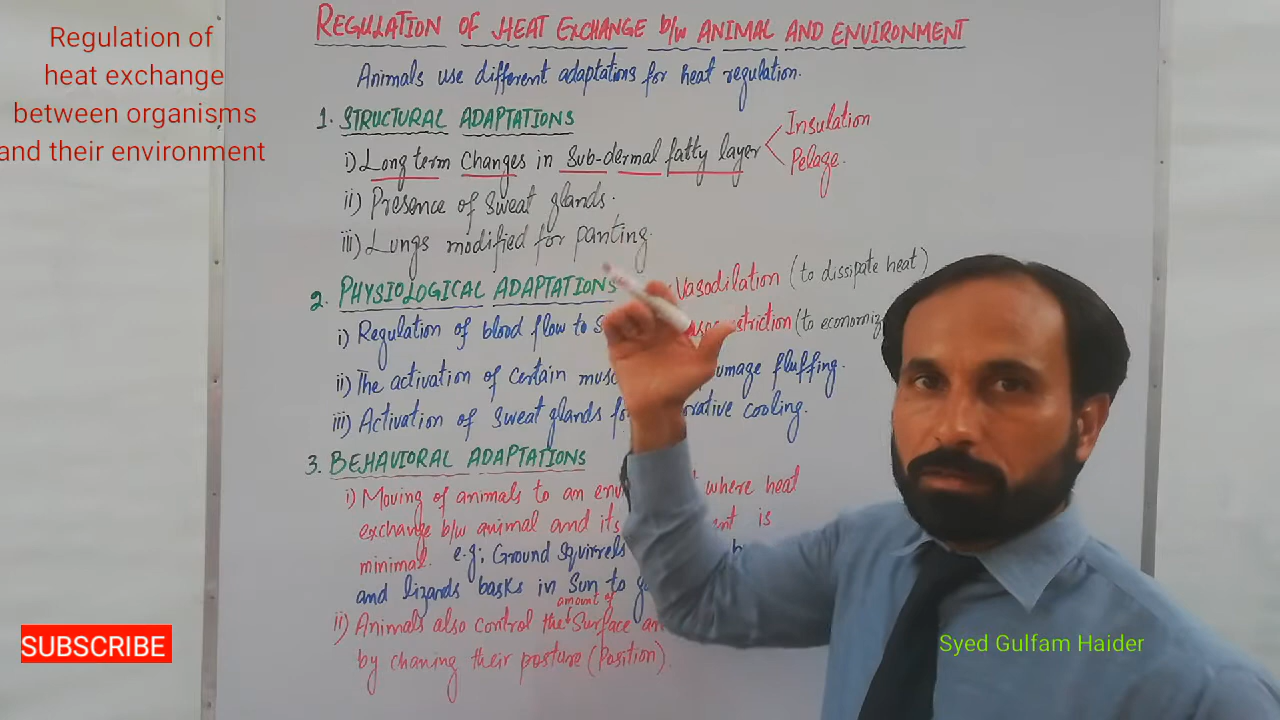 Regulation of
heat exchange
between organisms
and their environment
REGULATION OF HEAT EXCHANGE b/w ANIMAL AND ENVIRONMENT
Animals use different adaptations for heat regulation.
1. STRUCTURAL ADAPTATIONS
i) Long term Changes in Sub-dermal fatty layer
Insulation
Pelage.
ii) Presence of Sweat glands.
iii) Lungs modified for panting.
2. PHYSIOLOGICAL ADAPTATIONS
Vasodilation (to dissipate heat)
i) Regulation of blood flow to
(to
ii) The activation of certain fluffing.
iii) Activation of Sweat glands cooling.
3. BEHAVIORAL ADAPTATIONS
i) Moving of animals to an where heat
exchange b/w animal and its is
minimal. e.g; Ground Squirrels
and lizards basks in Sun to
amount of
ii) Animals also control the Surface
by chaning their posture (Position).
SUBSCRIBE
Syed Gulfam Haider